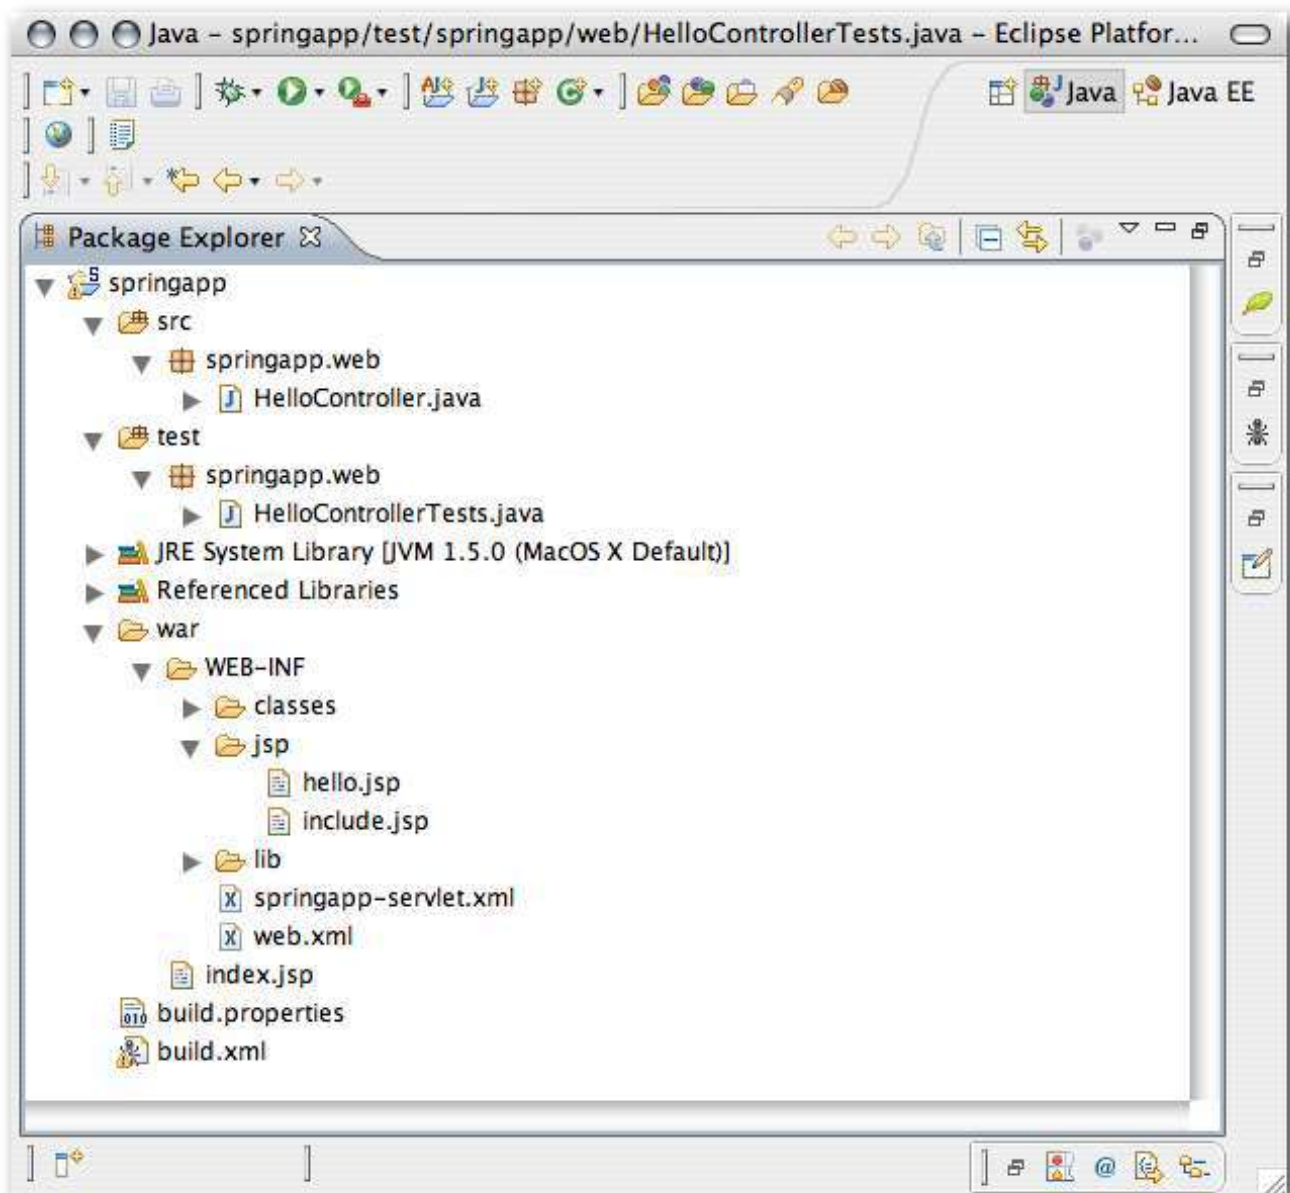 Java – springapp/test/springapp/web/HelloControllerTests.java – Eclipse Platfor...
Java Java EE
Package Explorer
springapp
src
springapp.web
HelloController.java
test
springapp.web
HelloControllerTests.java
JRE System Library [JVM 1.5.0 (MacOS X Default)]
Referenced Libraries
war
WEB-INF
classes
jsp
hello.jsp
include.jsp
lib
springapp-servlet.xml
web.xml
index.jsp
build.properties
build.xml